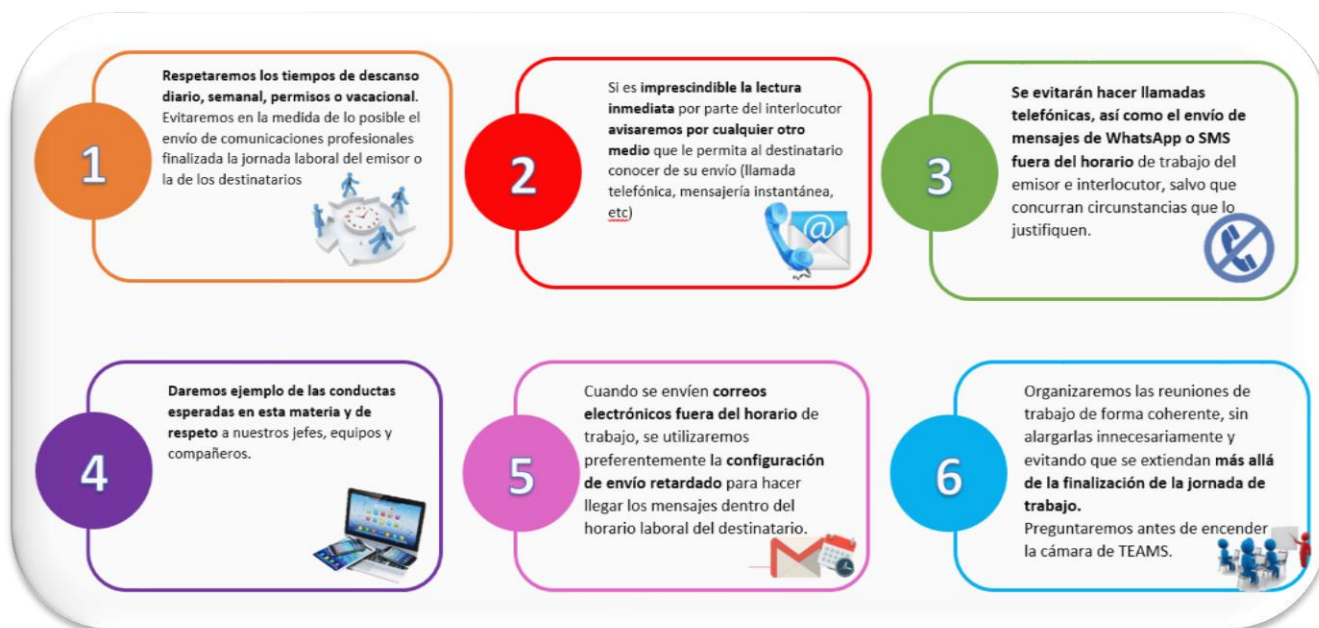 1
Respetaremos los tiempos de descanso
diario, semanal, permisos o vacacional.
Evitaremos en la medida de lo posible el
envío de comunicaciones profesionales
finalizada la jornada laboral del emisor o
la de los destinatarios
2
Si es imprescindible la lectura
inmediata por parte del interlocutor
avisaremos por cualquier otro
medio que le permita al destinatario
conocer de su envío (llamada
telefónica, mensajería instantánea,
etc)
@
3
Se evitarán hacer llamadas
telefónicas, así como el envío de
mensajes de WhatsApp o SMS
fuera del horario de trabajo del
emisor e interlocutor, salvo que
concurran circunstancias que lo
justifiquen.
4
Daremos ejemplo de las conductas
esperadas en esta materia y de
respeto a nuestros jefes, equipos y
compañeros.
5
Cuando se envíen correos
electrónicos fuera del horario de
trabajo, se utilizaremos
preferentemente la configuración
de envío retardado para hacer
llegar los mensajes dentro del
horario laboral del destinatario.
6
Organizaremos las reuniones de
trabajo de forma coherente, sin
alargarlas innecesariamente y
evitando que se extiendan más allá
de la finalización de la jornada de
trabajo.
Preguntaremos antes de encender
la cámara de TEAMS.